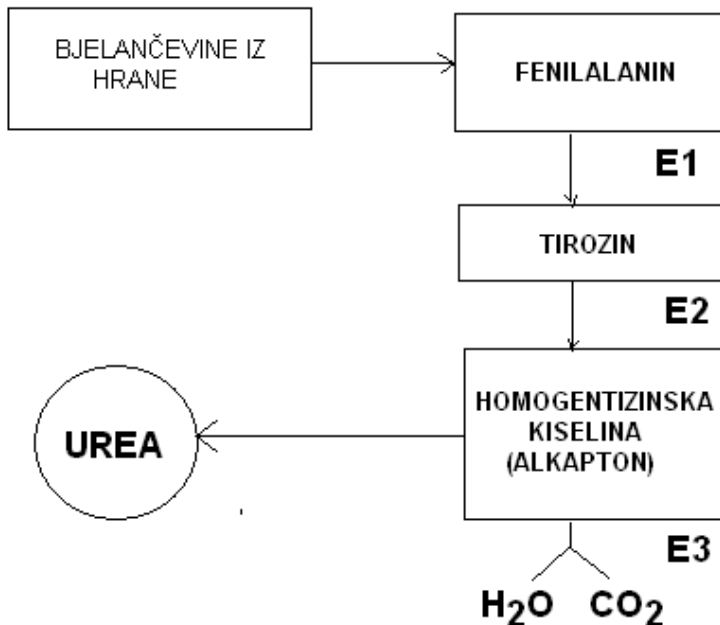 BJELANČEVINE IZ
HRANE
FENILALANIN
E1
TIROZIN
E2
HOMOGENTIZINSKA
KISELINA
(ALKAPTON)
UREA
E3
H₂O CO₂